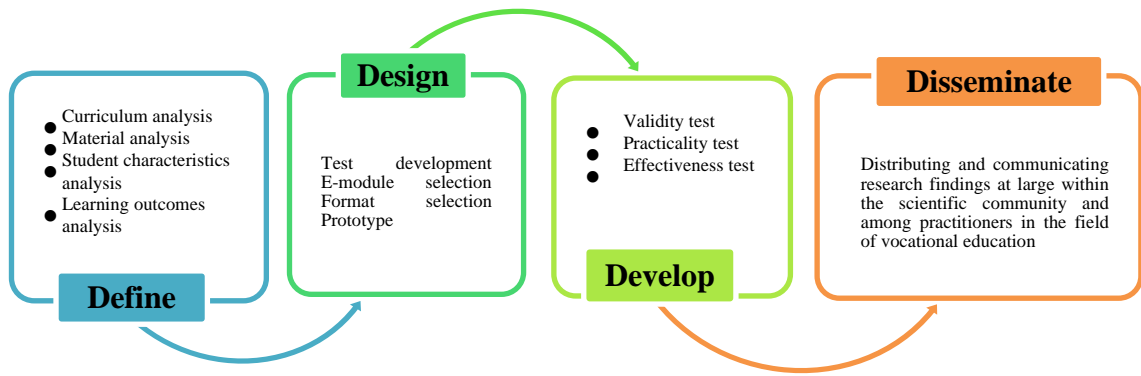 Define
Curriculum analysis
Material analysis
Student characteristics
analysis
Learning outcomes
analysis
Design
Test development
E-module selection
Format selection
Prototype
Develop
Validity test
Practicality test
Effectiveness test
Disseminate
Distributing and communicating
research findings at large within
the scientific community and
among practitioners in the field
of vocational education